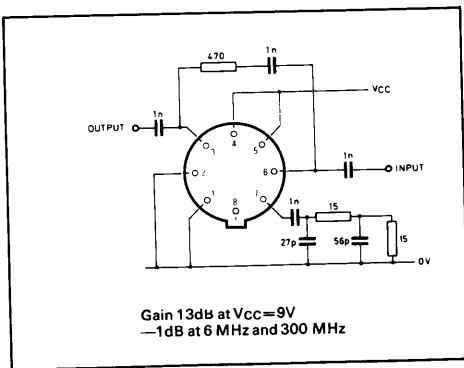 470
1n
VCC
1n
OUTPUT
4
3
5
1n
2
6
INPUT
1
7
8
1n
15
27p
56p
15
0V
Gain 13dB at VCC=9V
—1dB at 6 MHz and 300 MHz